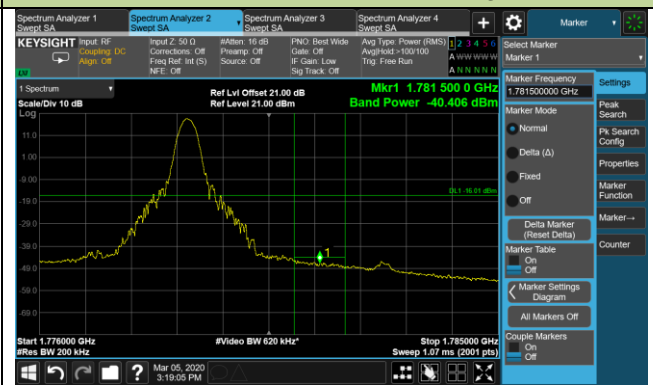 Spectrum Analyzer 1
Swept SA
Spectrum Analyzer 2
Swept SA
Spectrum Analyzer 3
Swept SA
Spectrum Analyzer 4
Swept SA
Marker
KEYSIGHT
Input: RF
Coupling: DC
Align: Off
Input Z: 50 Ω
Corrections: Off
Freq Ref: Int (S)
NFE: Off
#Atten: 16 dB
Preamp: Off
Source: Off
PNO: Best Wide
Gate: Off
IF Gain: Low
Sig Track: Off
Avg Type: Power (RMS)
Avg|Hold: >100/100
Trig: Free Run
1 2 3 4 5 6
A W W W W W
A N N N N N
LXI
1 Spectrum
Scale/Div 10 dB
Log
Ref Lvl Offset 21.00 dB
Ref Level 21.00 dBm
Mkr1 1.781 500 0 GHz
Band Power -40.406 dBm
11.0
1.00
-9.00
-19.0
-29.0
-39.0
-49.0
-59.0
-69.0
DL1 -16.01 dBm
1
Start 1.776000 GHz
#Res BW 200 kHz
#Video BW 620 kHz*
Stop 1.785000 GHz
Sweep 1.07 ms (2001 pts)
Mar 05, 2020
3:19:05 PM
Select Marker
Marker 1
Marker Frequency
1.781500000 GHz
Marker Mode
Normal
Delta (Δ)
Fixed
Off
Delta Marker
(Reset Delta)
Marker Table
On
Off
Marker Settings
Diagram
All Markers Off
Couple Markers
On
Off
Settings
Peak
Search
Pk Search
Config
Properties
Marker
Function
Marker→
Counter